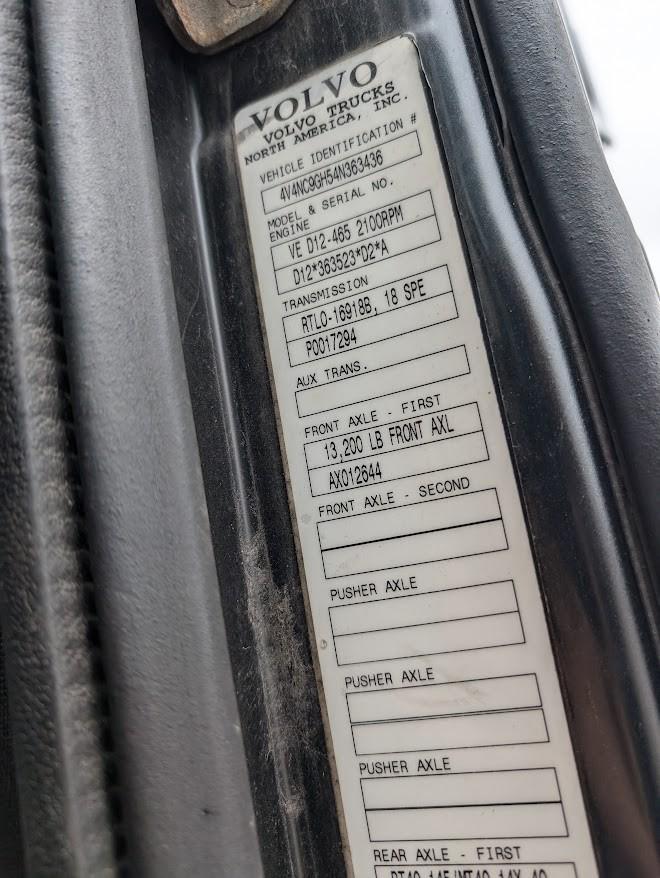 VOLVO
VOLVO TRUCKS
NORTH AMERICA, INC.
VEHICLE IDENTIFICATION #
4V4NC9GH54N363436
MODEL & SERIAL NO.
ENGINE
VE D12-465 2100RPM
D12*363523*D2*A
TRANSMISSION
RTLO-16918B, 18 SPE
P0017294
AUX TRANS.
FRONT AXLE - FIRST
13,200 LB FRONT AXL
AX012644
FRONT AXLE - SECOND
PUSHER AXLE
PUSHER AXLE
PUSHER AXLE
REAR AXLE - FIRST